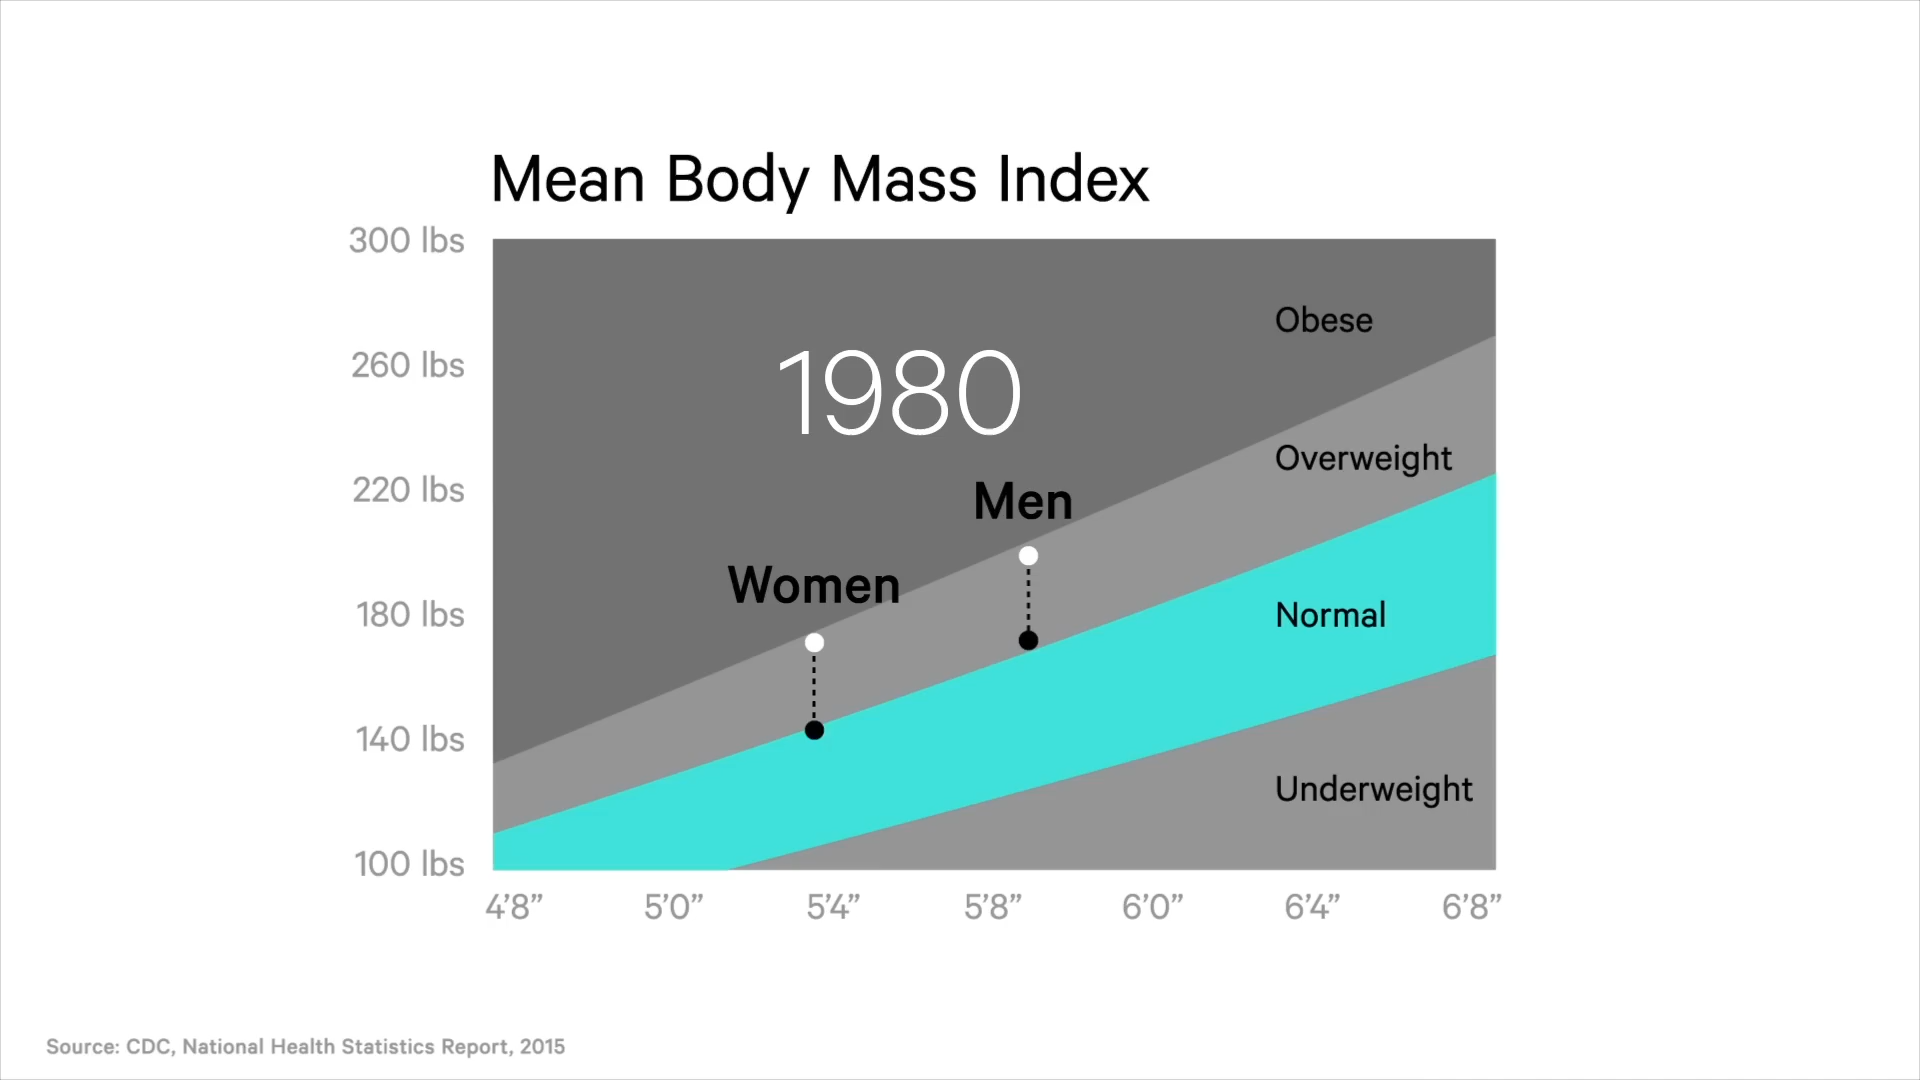 Mean Body Mass Index
300 lbs
260 lbs
220 lbs
180 lbs
140 lbs
100 lbs
1980
Men
Women
Obese
Overweight
Normal
Underweight
4’8” 5’0” 5’4” 5’8” 6’0” 6’4” 6’8”
Source: CDC, National Health Statistics Report, 2015